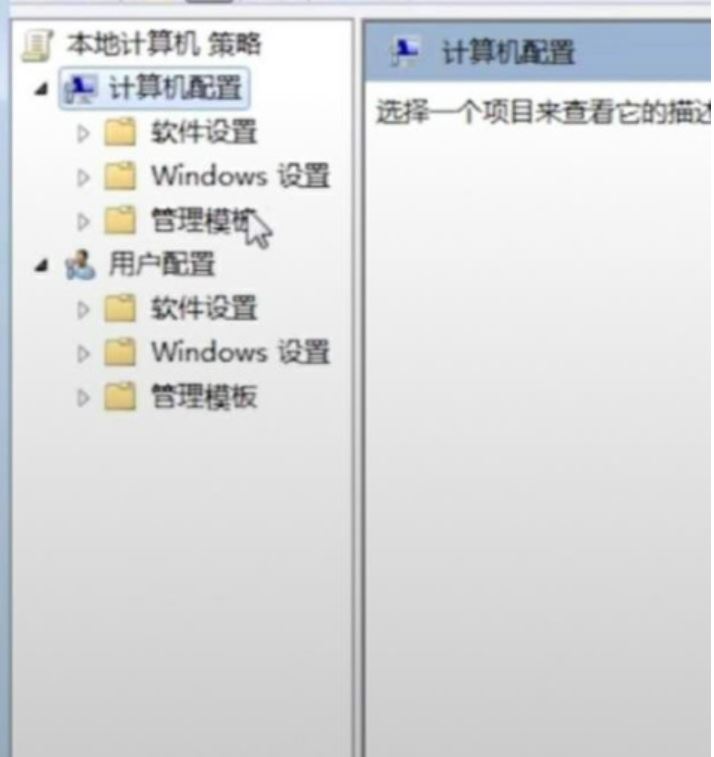 本地计算机 策略
计算机配置
软件设置
Windows 设置
管理模板
用户配置
软件设置
Windows 设置
管理模板
计算机配置
选择一个项目来查看它的描述